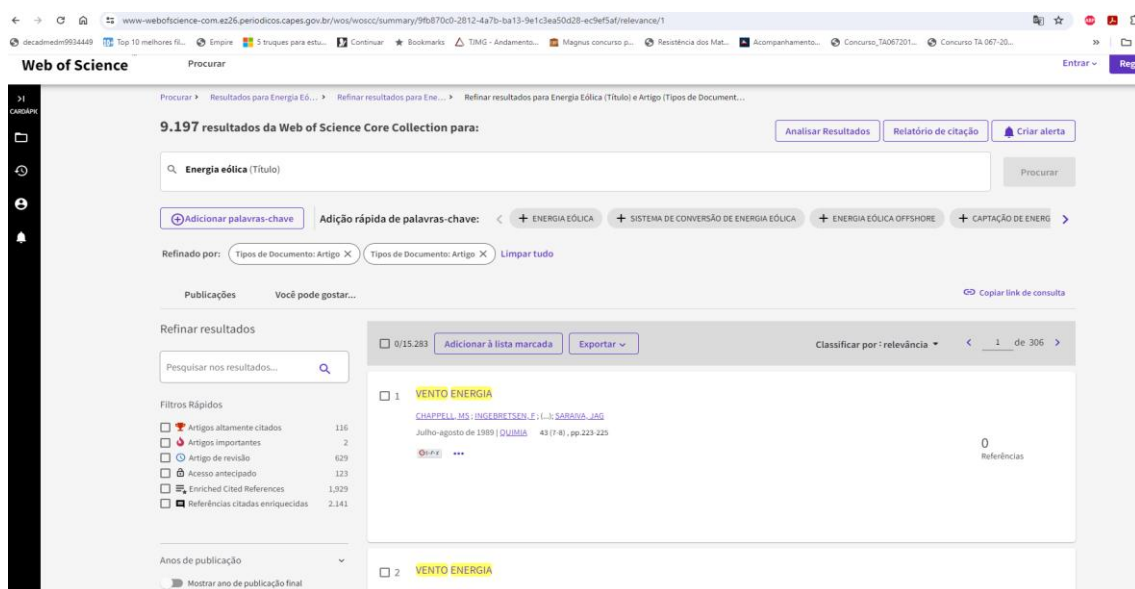 www-webofscience-com.ez26.periodicos.capes.gov.br/wos/woscc/summary/9fb870c0-2812-4a7b-ba13-9e1c3ea50d28-ec9ef5af/relevance/1
decadmedm9934449 Top 10 melhores fil... Empire 5 truques para estu... Continuar Bookmarks TJMG - Andamento... Magnus concurso p... Resistência dos Mat... Acompanhamento... Concurso_TA067201... Concurso TA 067-20... »
Web of Science Procurar Entrar Reg
CARDÁPK
Procurar > Resultados para Energia Eó... > Refinar resultados para Ene... > Refinar resultados para Energia Eólica (Título) e Artigo (Tipos de Document...
9.197 resultados da Web of Science Core Collection para:
Analisar Resultados Relatório de citação Criar alerta
Energia eólica (Título) Procurar
Adicionar palavras-chave Adição rápida de palavras-chave: < + ENERGIA EÓLICA + SISTEMA DE CONVERSÃO DE ENERGIA EÓLICA + ENERGIA EÓLICA OFFSHORE + CAPTAÇÃO DE ENERG >
Refinado por: Tipos de Documento: Artigo X Tipos de Documento: Artigo X Limpar tudo
Publicações Você pode gostar... Copiar link de consulta
Refinar resultados
0/15.283 Adicionar à lista marcada Exportar Classificar por: relevância < 1 de 306 >
Pesquisar nos resultados...
Filtros Rápidos
Artigos altamente citados 116
Artigos importantes 2
Artigo de revisão 629
Acesso antecipado 123
Enriched Cited References 1,929
Referências citadas enriquecidas 2.141
Anos de publicação
Mostrar ano de publicação final
1 VENTO ENERGIA
CHAPPELL, MS; INGEBRETSEN, F; (...); SARAIVA, JAG
Julho-agosto de 1989 | QUIMIA 43 (7-8), pp.223-225
0
Referências
2 VENTO ENERGIA